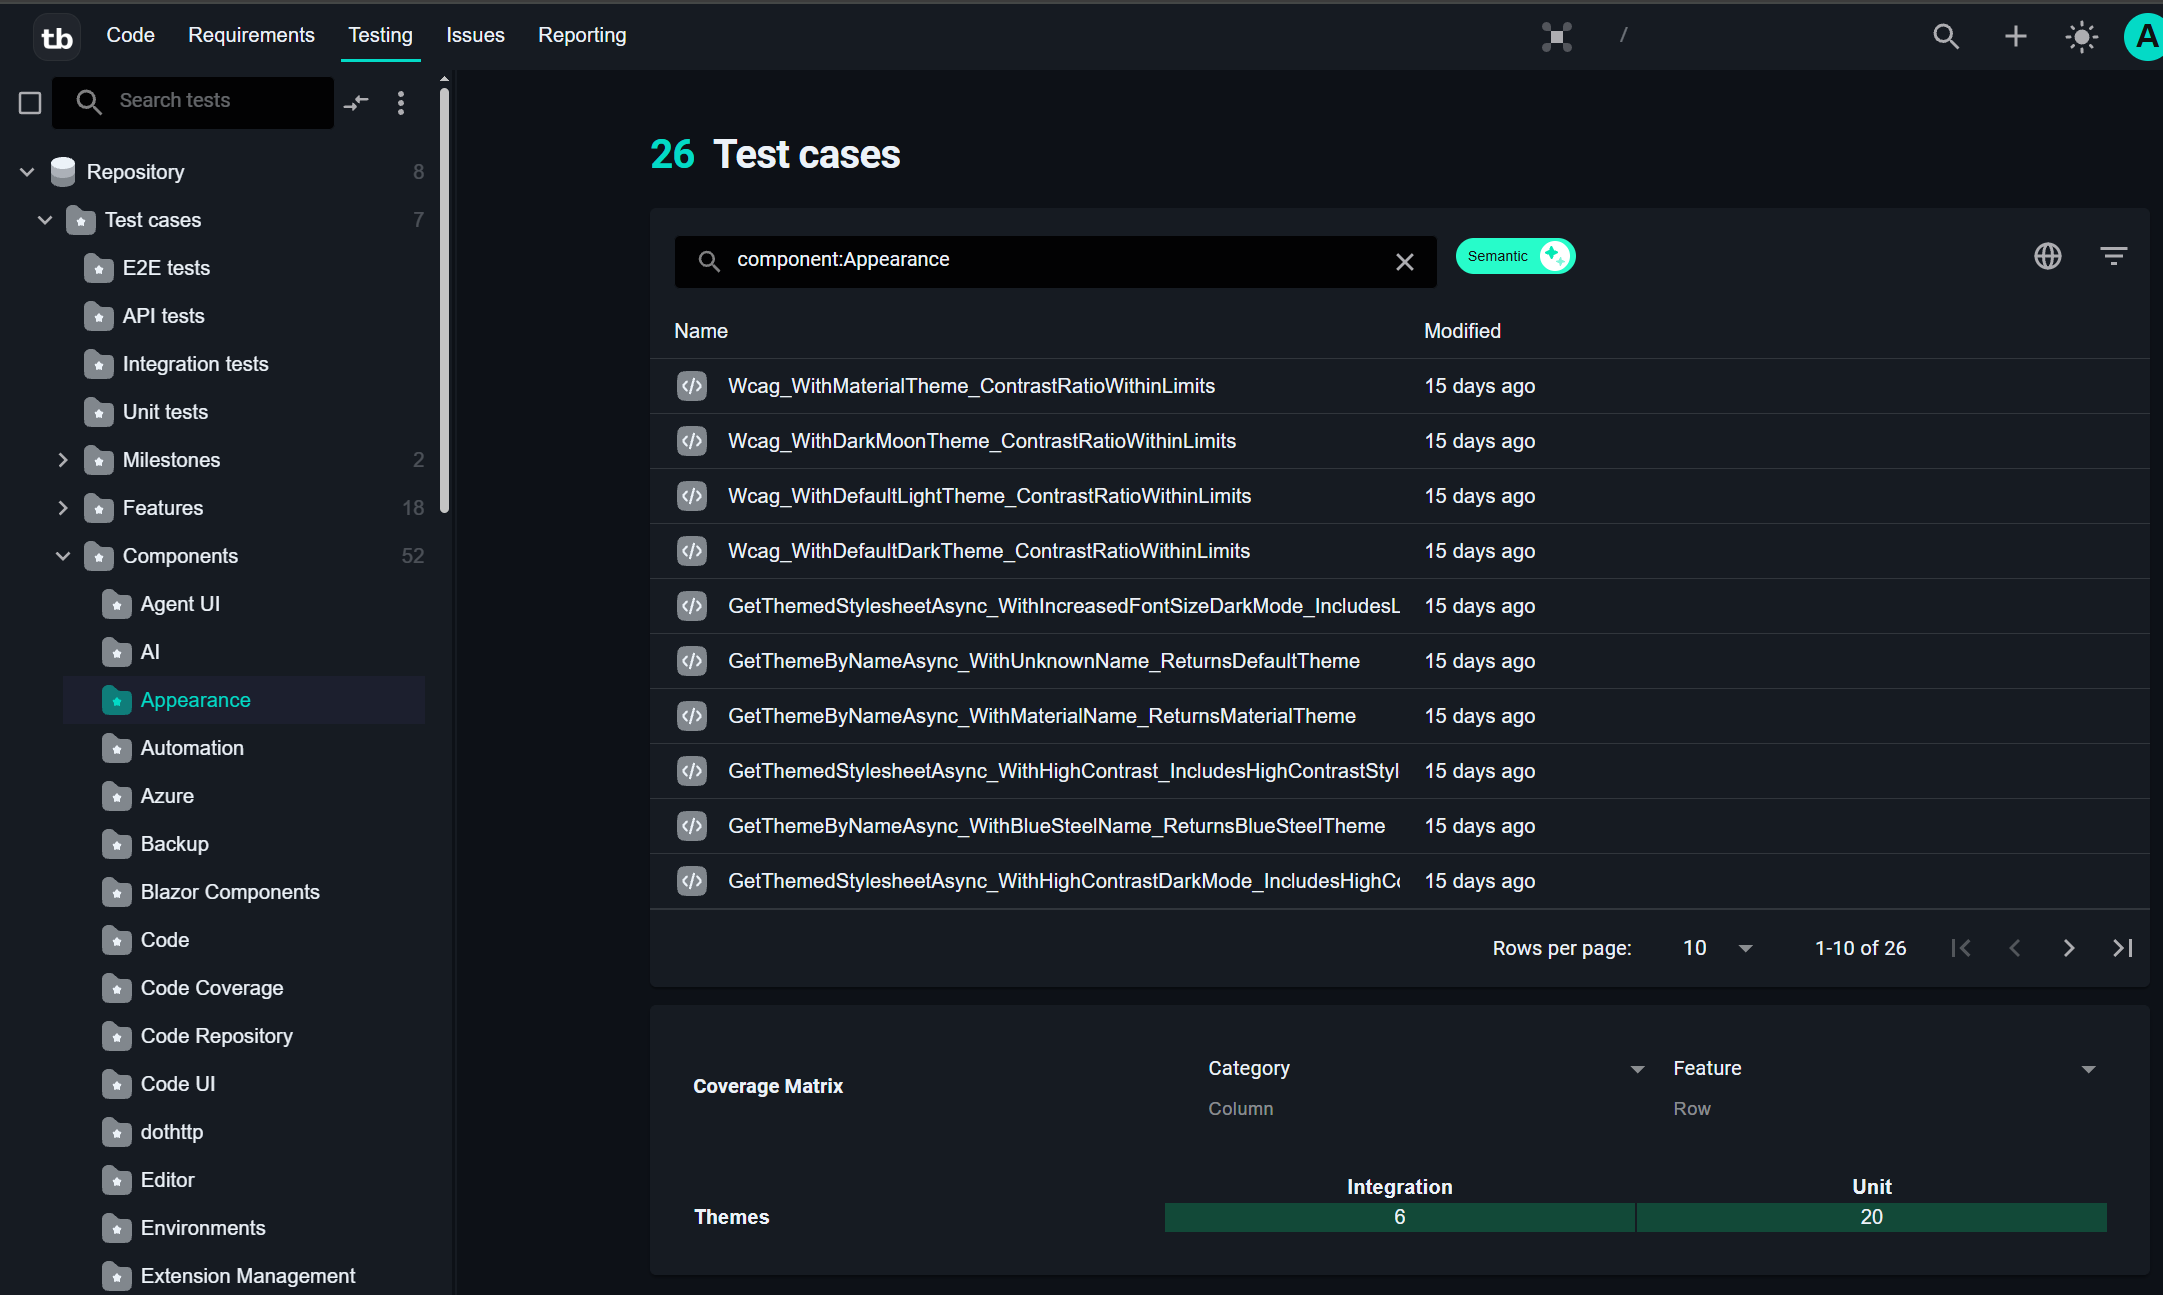 tb Code Requirements Testing Issues Reporting / A
Search tests
Repository 8
Test cases 7
E2E tests
API tests
Integration tests
Unit tests
Milestones 2
Features 18
Components 52
Agent UI
AI
Appearance
Automation
Azure
Backup
Blazor Components
Code
Code Coverage
Code Repository
Code UI
dothttp
Editor
Environments
Extension Management
26 Test cases
component:Appearance Semantic
Name Modified
Wcag_WithMaterialTheme_ContrastRatioWithinLimits 15 days ago
Wcag_WithDarkMoonTheme_ContrastRatioWithinLimits 15 days ago
Wcag_WithDefaultLightTheme_ContrastRatioWithinLimits 15 days ago
Wcag_WithDefaultDarkTheme_ContrastRatioWithinLimits 15 days ago
GetThemedStylesheetAsync_WithIncreasedFontSizeDarkMode_IncludesL 15 days ago
GetThemeByNameAsync_WithUnknownName_ReturnsDefaultTheme 15 days ago
GetThemeByNameAsync_WithMaterialName_ReturnsMaterialTheme 15 days ago
GetThemedStylesheetAsync_WithHighContrast_IncludesHighContrastStyl 15 days ago
GetThemeByNameAsync_WithBlueSteelName_ReturnsBlueSteelTheme 15 days ago
GetThemedStylesheetAsync_WithHighContrastDarkMode_IncludesHighC 15 days ago
Rows per page: 10 1-10 of 26
Coverage Matrix
Category Feature
Column Row
Integration Unit
Themes 6 20